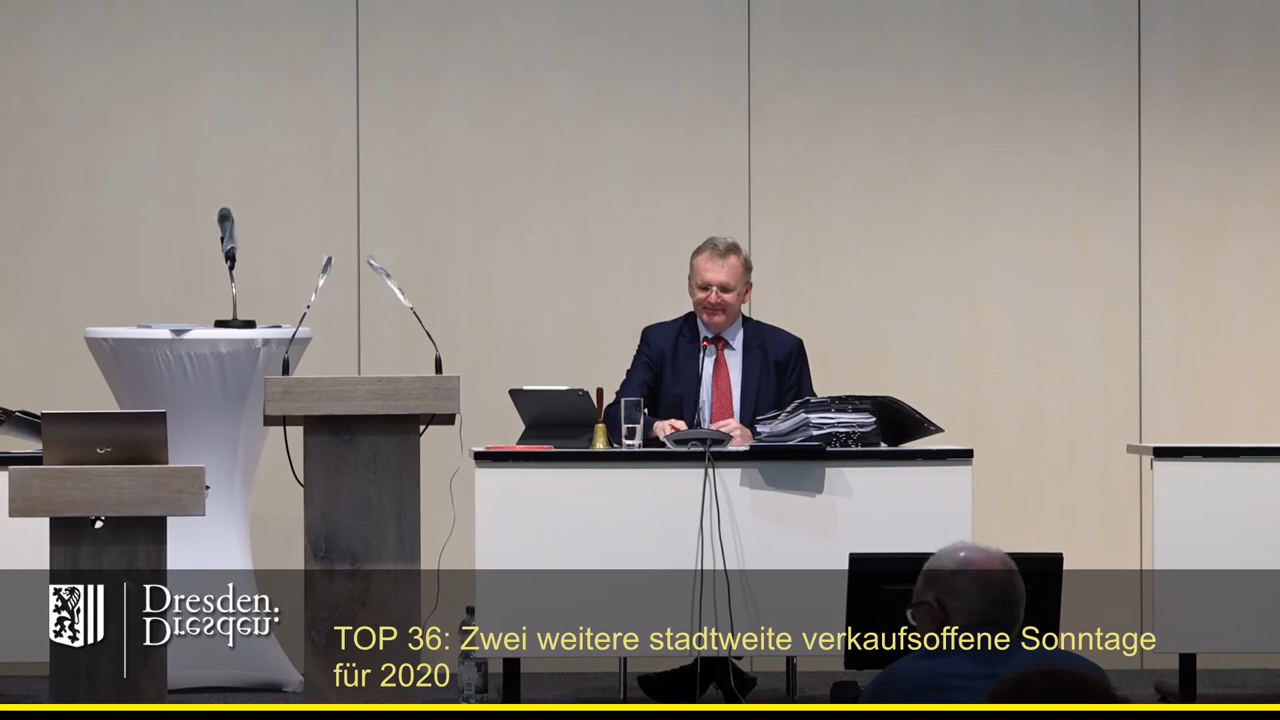 Dresden.
Dresden.
TOP 36: Zwei weitere stadtweite verkaufsoffene Sonntage
für 2020